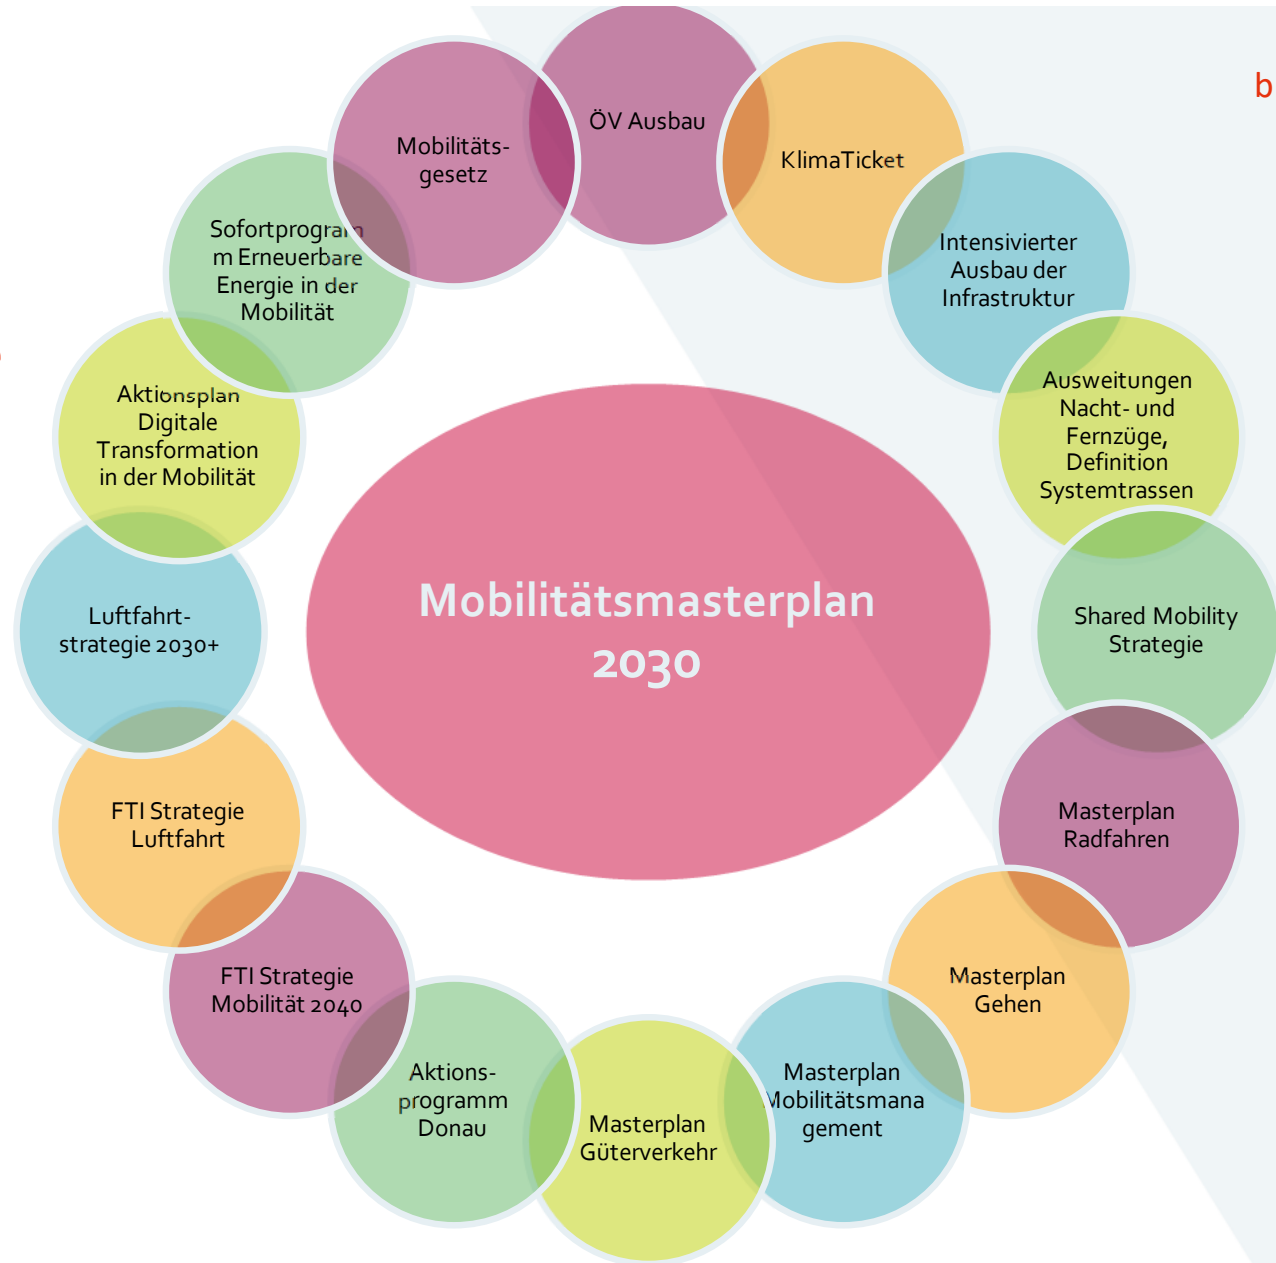 ÖV Ausbau
b
KlimaTicket
Intensivierter
Ausbau der
Infrastruktur
Ausweitungen
Nacht- und
Fernzüge,
Definition
Systemtrassen
Shared Mobility
Strategie
Masterplan
Radfahren
Masterplan
Gehen
Masterplan
Mobilitätsmana
gement
Masterplan
Güterverkehr
Aktions-
programm
Donau
FTI Strategie
Mobilität 2040
FTI Strategie
Luftfahrt
Luftfahrt-
strategie 2030+
Aktionsplan
Digitale
Transformation
in der Mobilität
Sofortprogram
m Erneuerbare
Energie in der
Mobilität
Mobilitäts-
gesetz
Mobilitätsmasterplan
2030